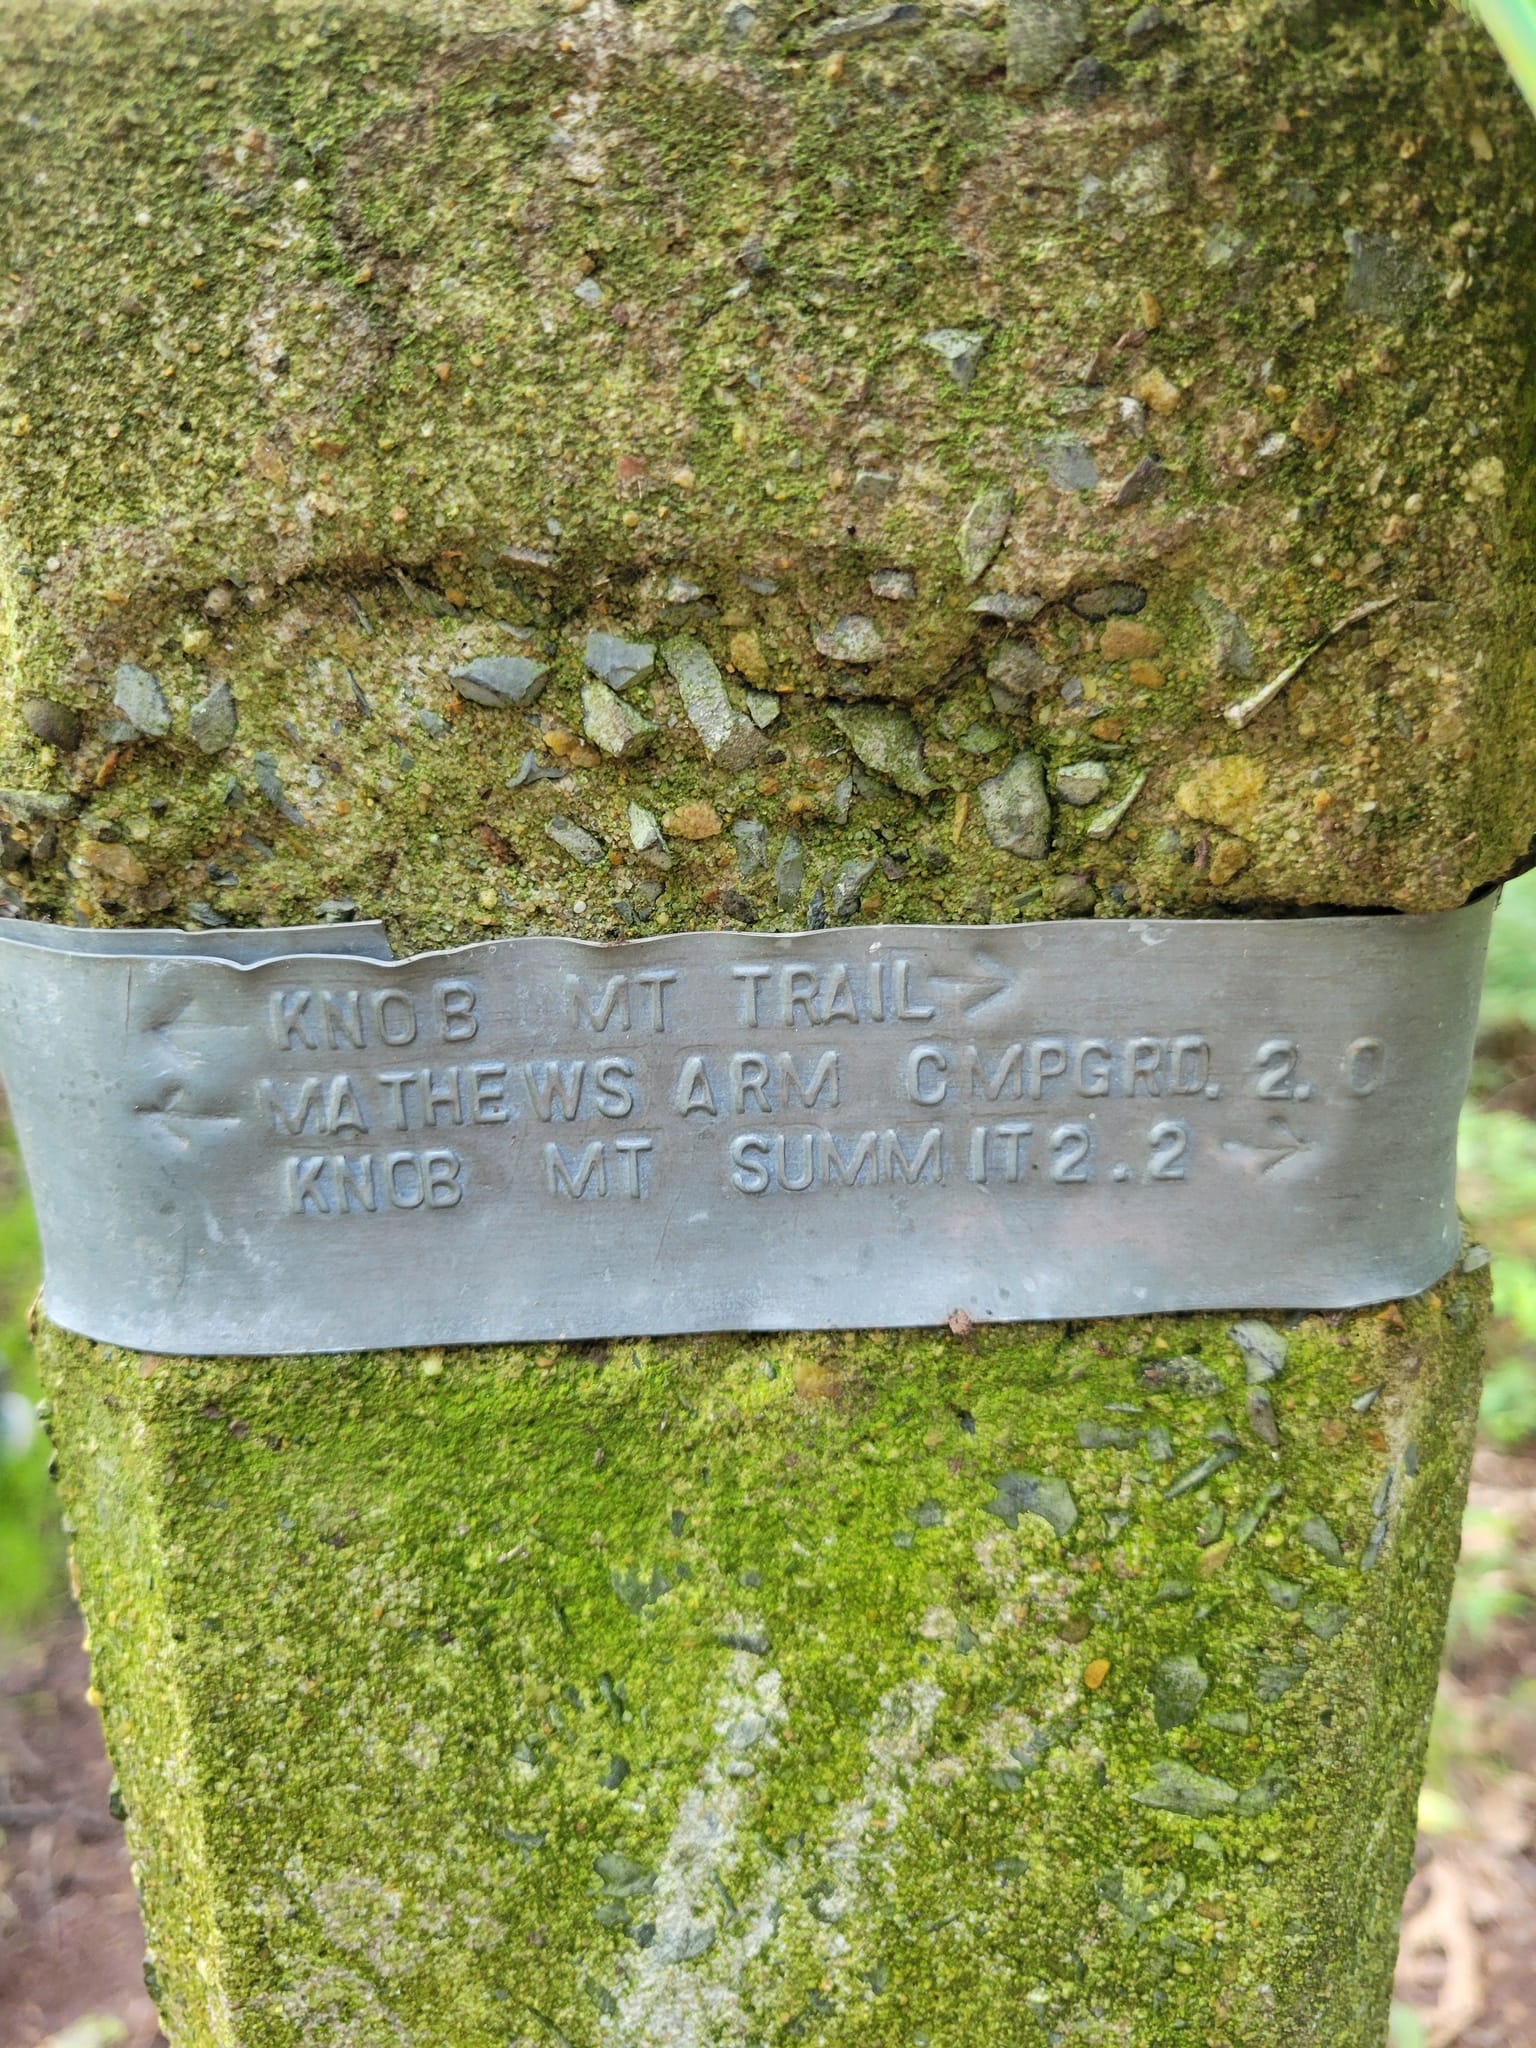 ← KNOB MT TRAIL →
← MATHEWS ARM CMPGRD. 2.0
KNOB MT SUMMIT 2.2 →